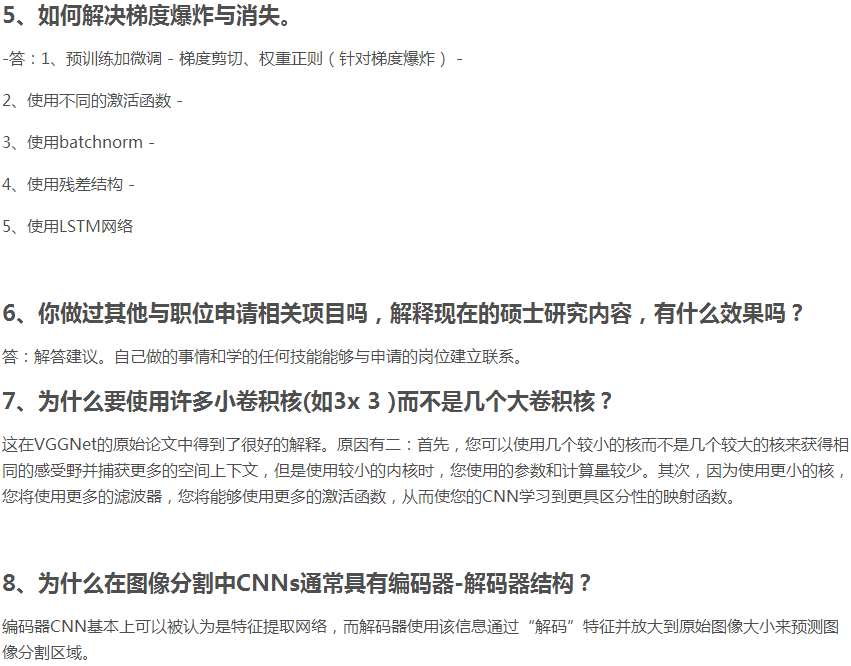 5、如何解决梯度爆炸与消失。
-答：1、预训练加微调 - 梯度剪切、权重正则（针对梯度爆炸） -
2、使用不同的激活函数 -
3、使用batchnorm -
4、使用残差结构 -
5、使用LSTM网络
6、你做过其他与职位申请相关项目吗，解释现在的硕士研究内容，有什么效果吗？
答：解答建议。自己做的事情和学的任何技能能够与申请的岗位建立联系。
7、为什么要使用许多小卷积核(如3x 3 )而不是几个大卷积核？
这在VGGNet的原始论文中得到了很好的解释。原因有二：首先，您可以使用几个较小的核而不是几个较大的核来获得相
同的感受野并捕获更多的空间上下文，但是使用较小的内核时，您使用的参数和计算量较少。其次，因为使用更小的核，
您将使用更多的滤波器，您将能够使用更多的激活函数，从而使您的CNN学习到更具区分性的映射函数。
8、为什么在图像分割中CNNs通常具有编码器-解码器结构？
编码器CNN基本上可以被认为是特征提取网络，而解码器使用该信息通过“解码”特征并放大到原始图像大小来预测图
像分割区域。